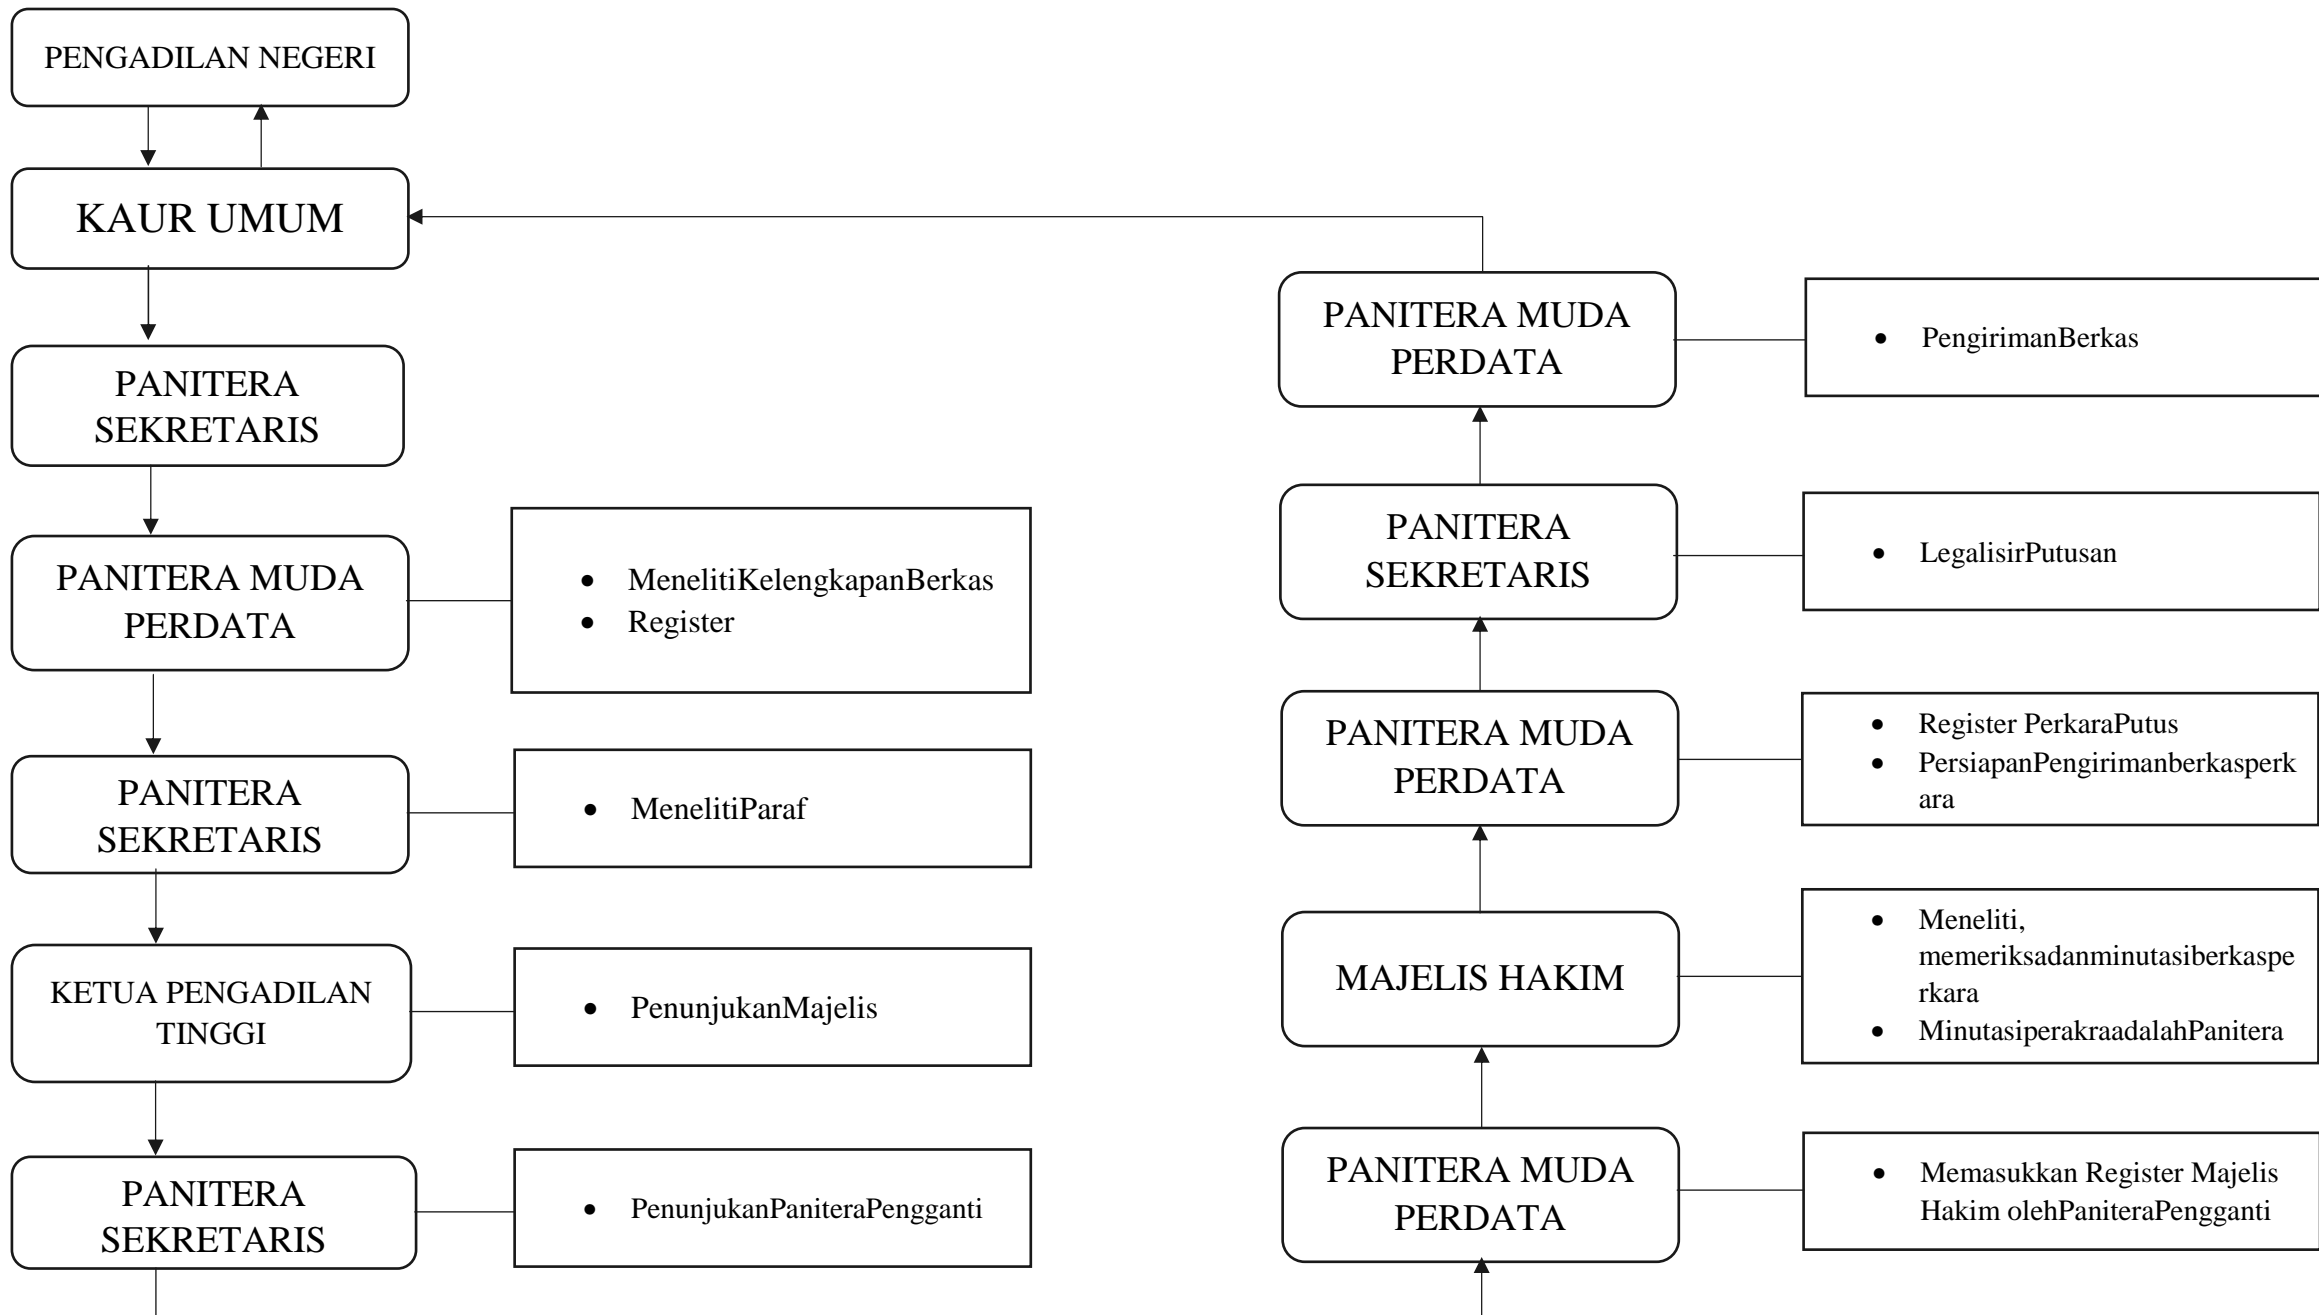 PENGADILAN NEGERI
KAUR UMUM
PANITERA
SEKRETARIS
PANITERA MUDA
PERDATA
• MenelitiKelengkapanBerkas
• Register
PANITERA
SEKRETARIS
• MenelitiParaf
KETUA PENGADILAN
TINGGI
• PenunjukanMajelis
PANITERA
SEKRETARIS
• PenunjukanPaniteraPengganti
PANITERA MUDA
PERDATA
• PengirimanBerkas
PANITERA
SEKRETARIS
• LegalisirPutusan
PANITERA MUDA
PERDATA
• Register PerkaraPutus
• PersiapanPengirimanberkasperk
ara
MAJELIS HAKIM
• Meneliti,
memeriksadanminutasiberkaspe
rkara
• MinutasiperakraadalahPanitera
PANITERA MUDA
PERDATA
• Memasukkan Register Majelis
Hakim olehPaniteraPengganti